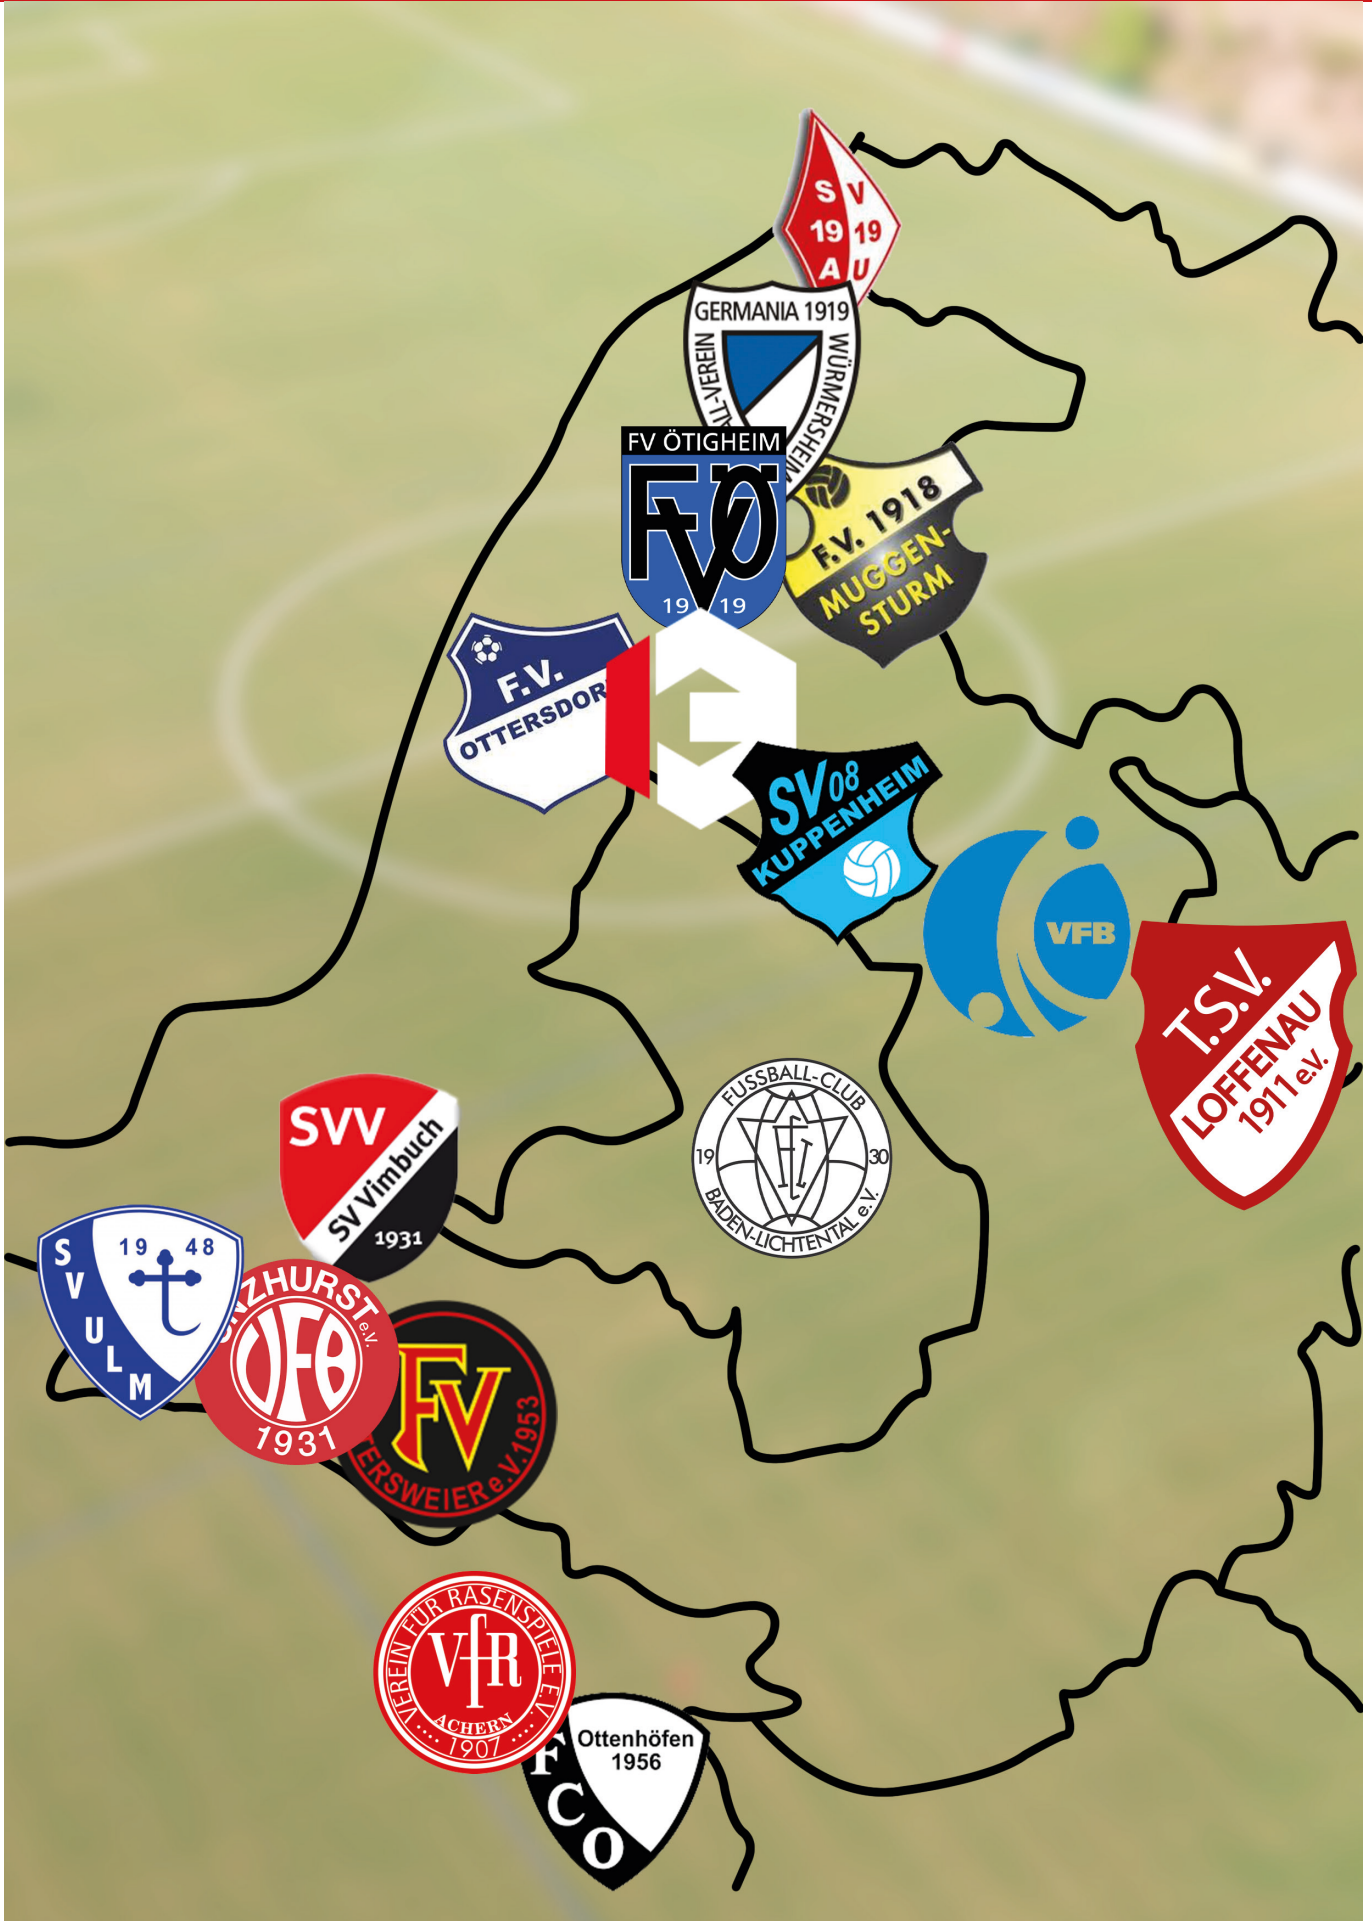 S V
19 19
A U
GERMANIA 1919
WÜRMERSHEIM
FV ÖTIGHEIM
FVÖ
19 19
F.V. 1918
MUGGEN-
STURM
F.V.
OTTERSDOR
SV 08
KUPPENHEIM
VFB
T.S.V.
LOFFENAU
1911 e.V.
FUSSBALL-CLUB
19 30
BADEN-LICHTENTAL e.V.
SVV
SV Vimbuch
1931
SV ULM
19 48
e.V.
VFB
1931
FV
e.V. 1953
VEREIN FÜR RASENSPIELE E.V.
VfR
ACHERN
1907
Ottenhöfen
1956
FCO